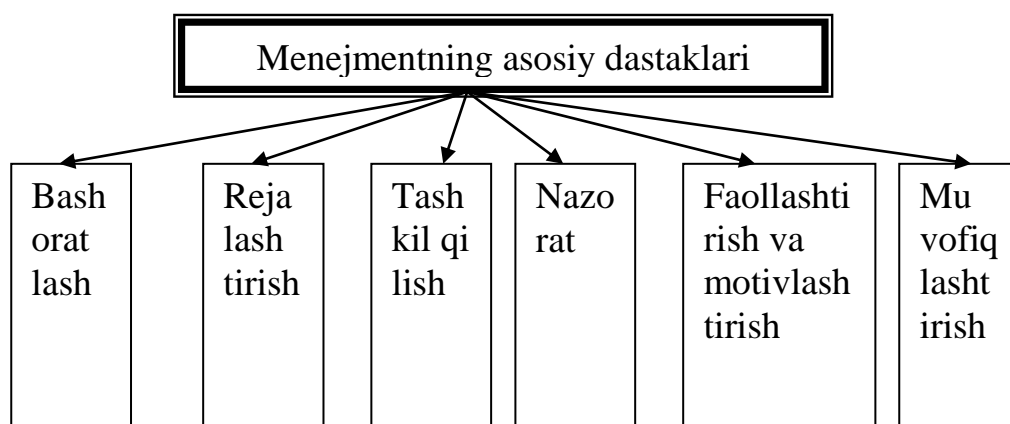 Menejmentning asosiy dastaklari
Bash
orat
lash
Reja
lash
tirish
Tash
kil qi
lish
Nazo
rat
Faollashti
rish va
motivlash
tirish
Mu
vofiq
lasht
irish